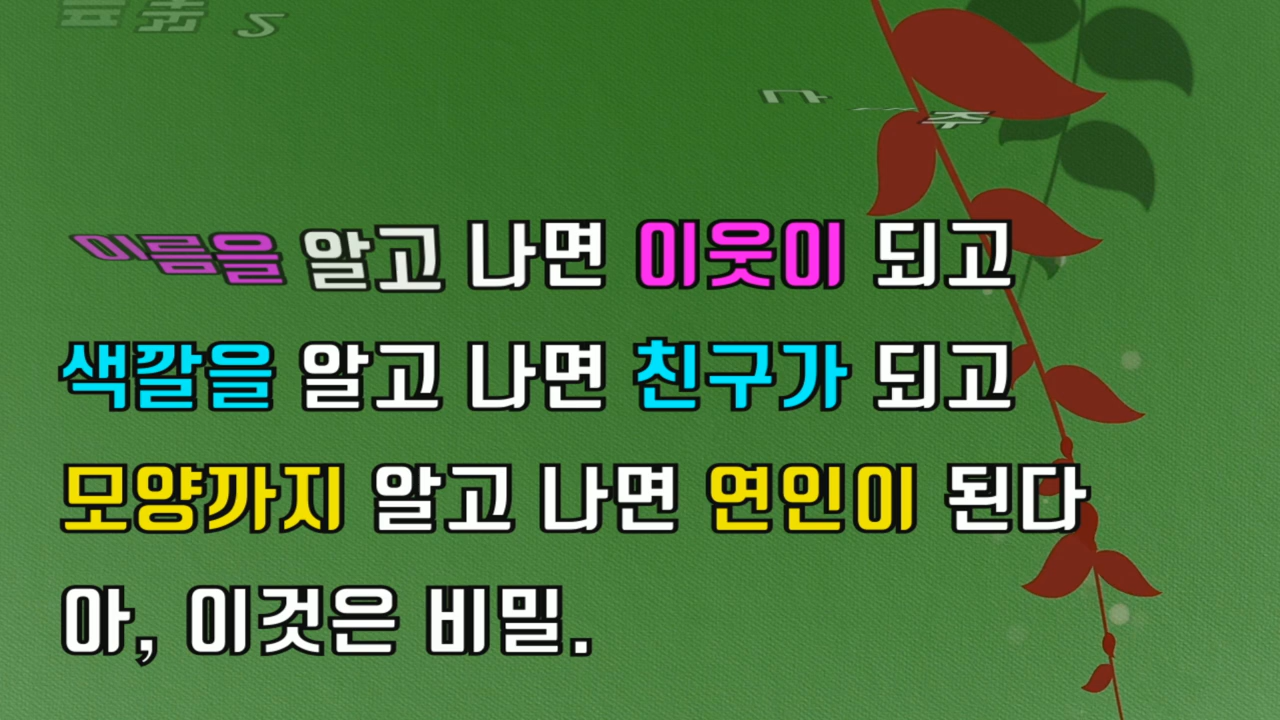 이름을 알고 나면 이웃이 되고
색깔을 알고 나면 친구가 되고
모양까지 알고 나면 연인이 된다
아, 이것은 비밀.